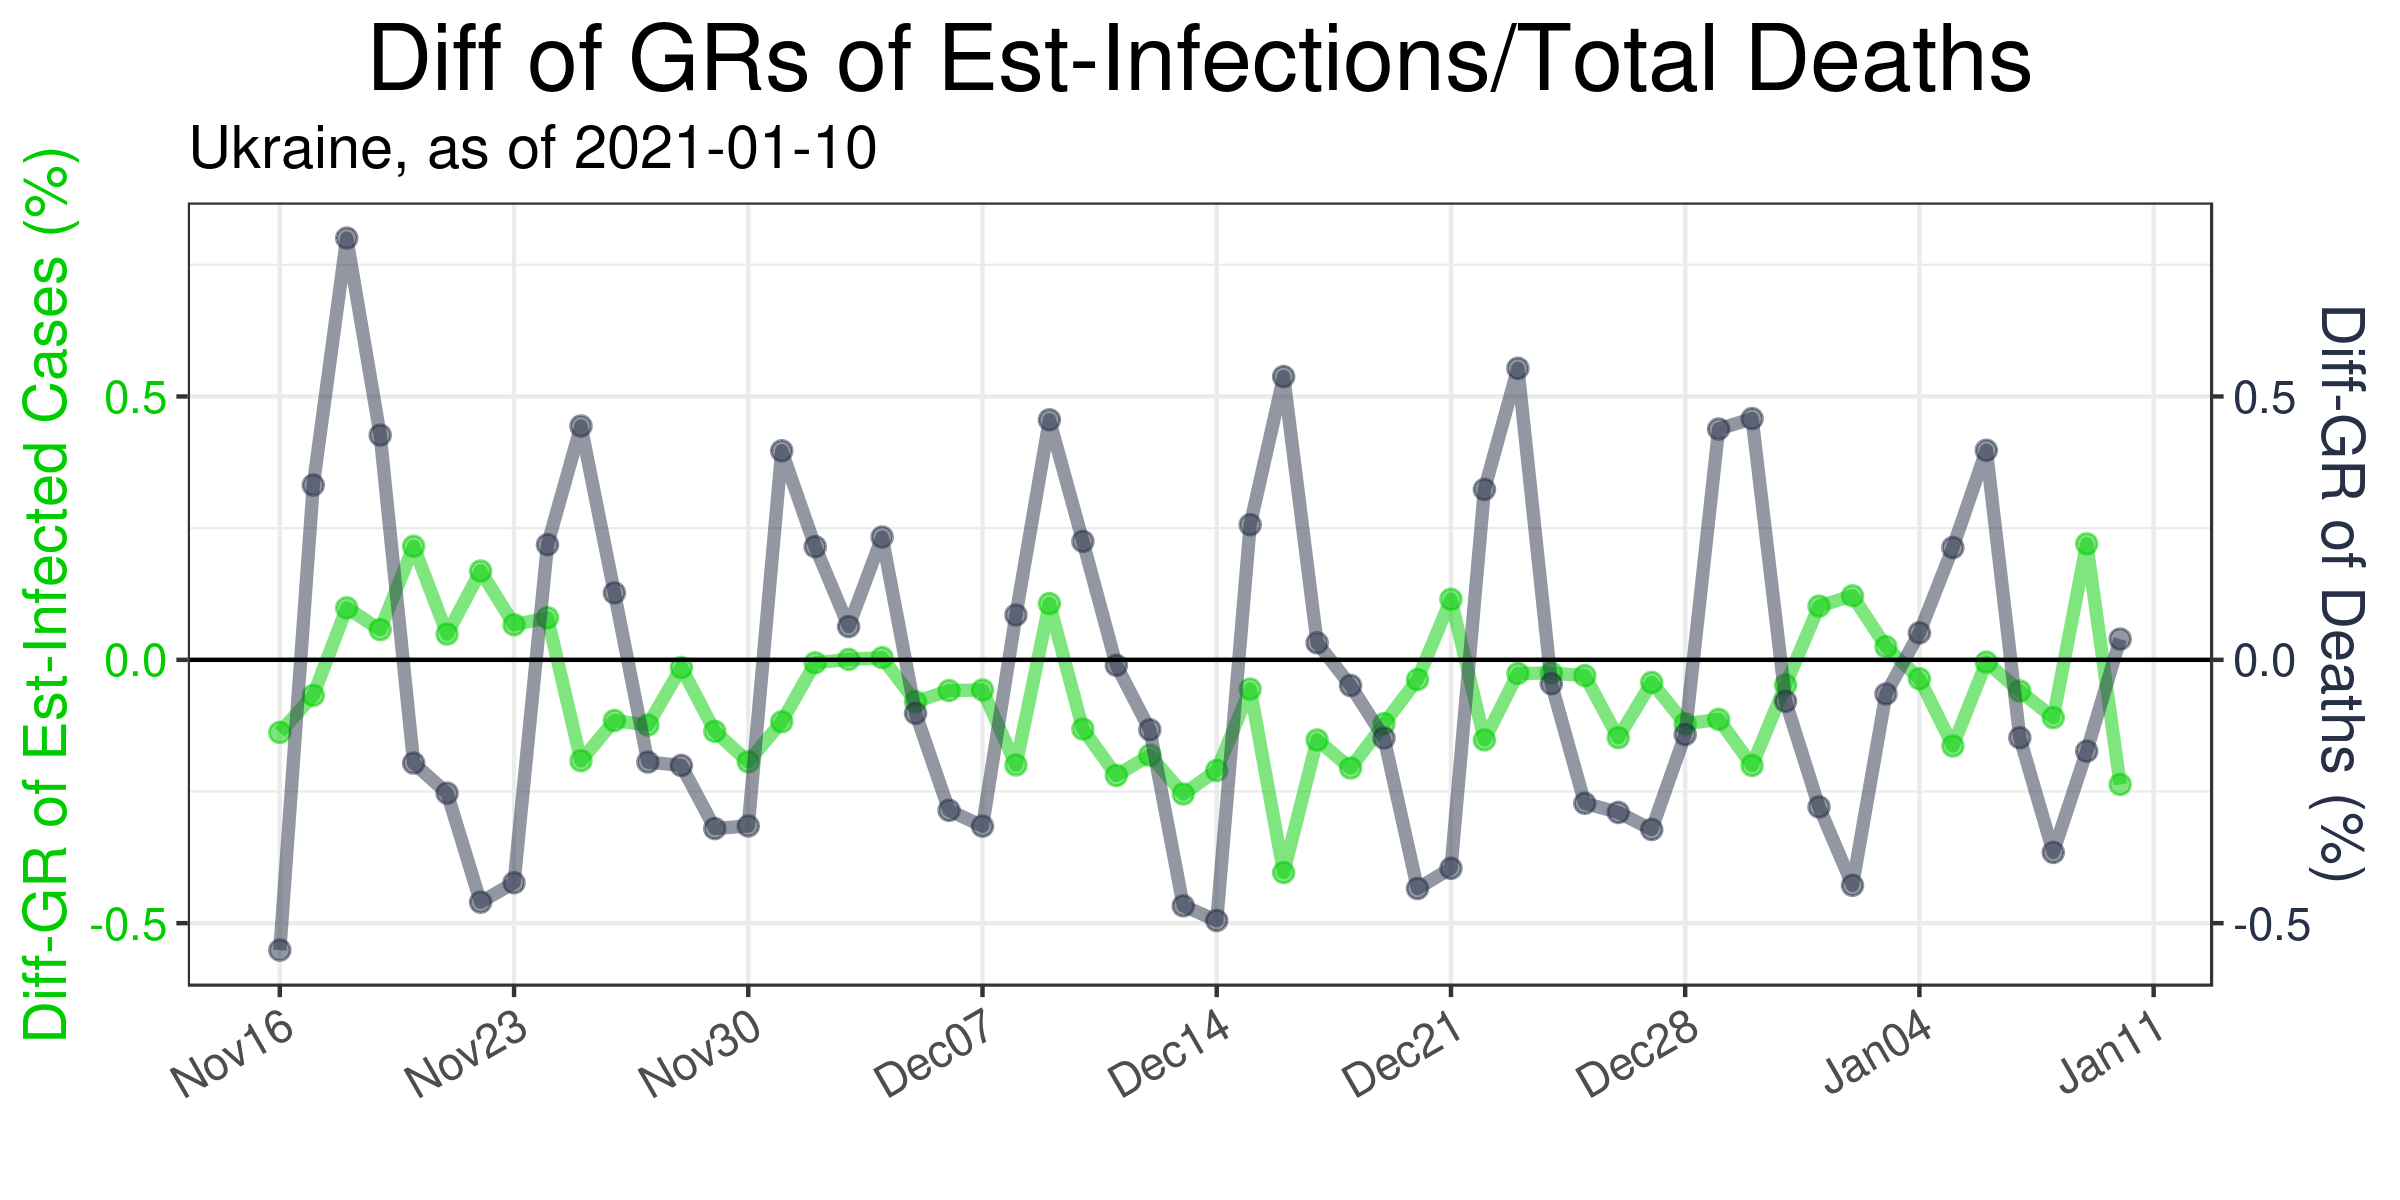 Diff of GRs of Est-Infections/Total Deaths
Ukraine, as of 2021-01-10
Diff-GR of Est-Infected Cases (%)
0.5
0.0
-0.5
0.5
0.0
-0.5
Diff-GR of Deaths (%)
Nov16
Nov23
Nov30
Dec07
Dec14
Dec21
Dec28
Jan04
Jan11